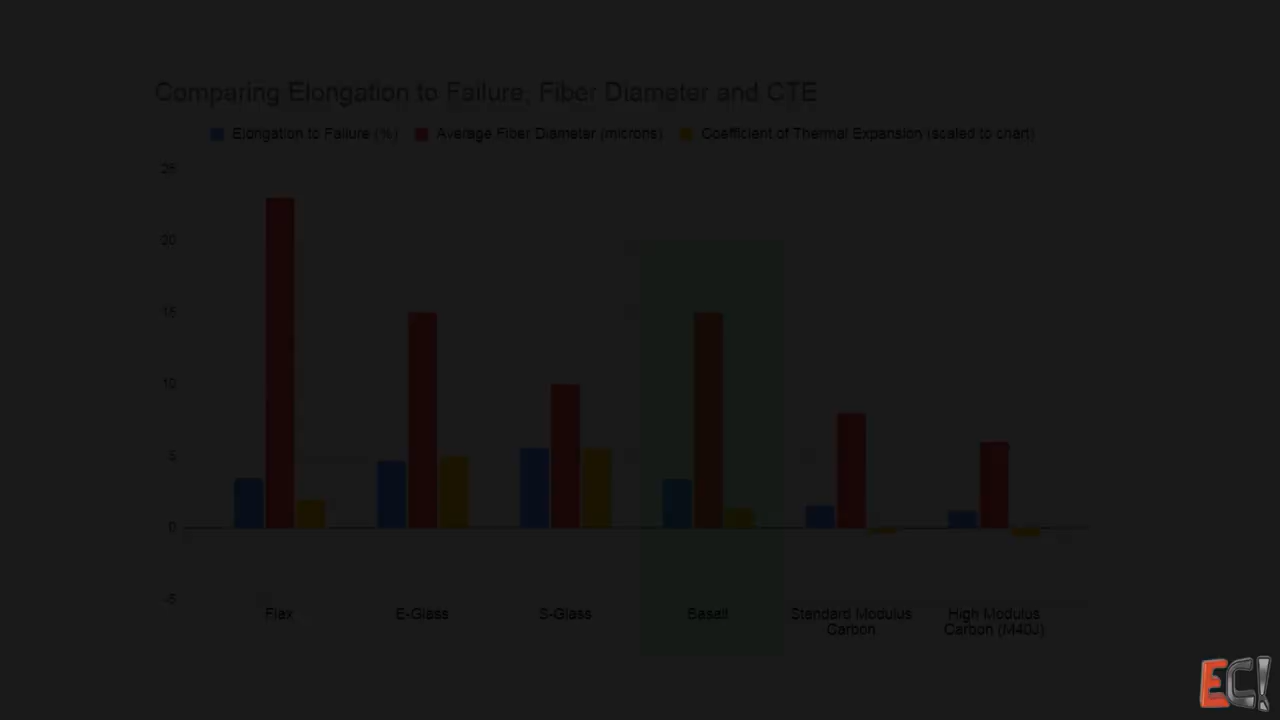 Comparing Elongation to Failure, Fiber Diameter and CTE
Elongation to Failure (%) Average Fiber Diameter (microns) Coefficient of Thermal Expansion (scaled to chart)
25
20
15
10
5
0
-5
Flax E-Glass S-Glass Basalt Standard Modulus Carbon High Modulus Carbon (M40J)
EC!